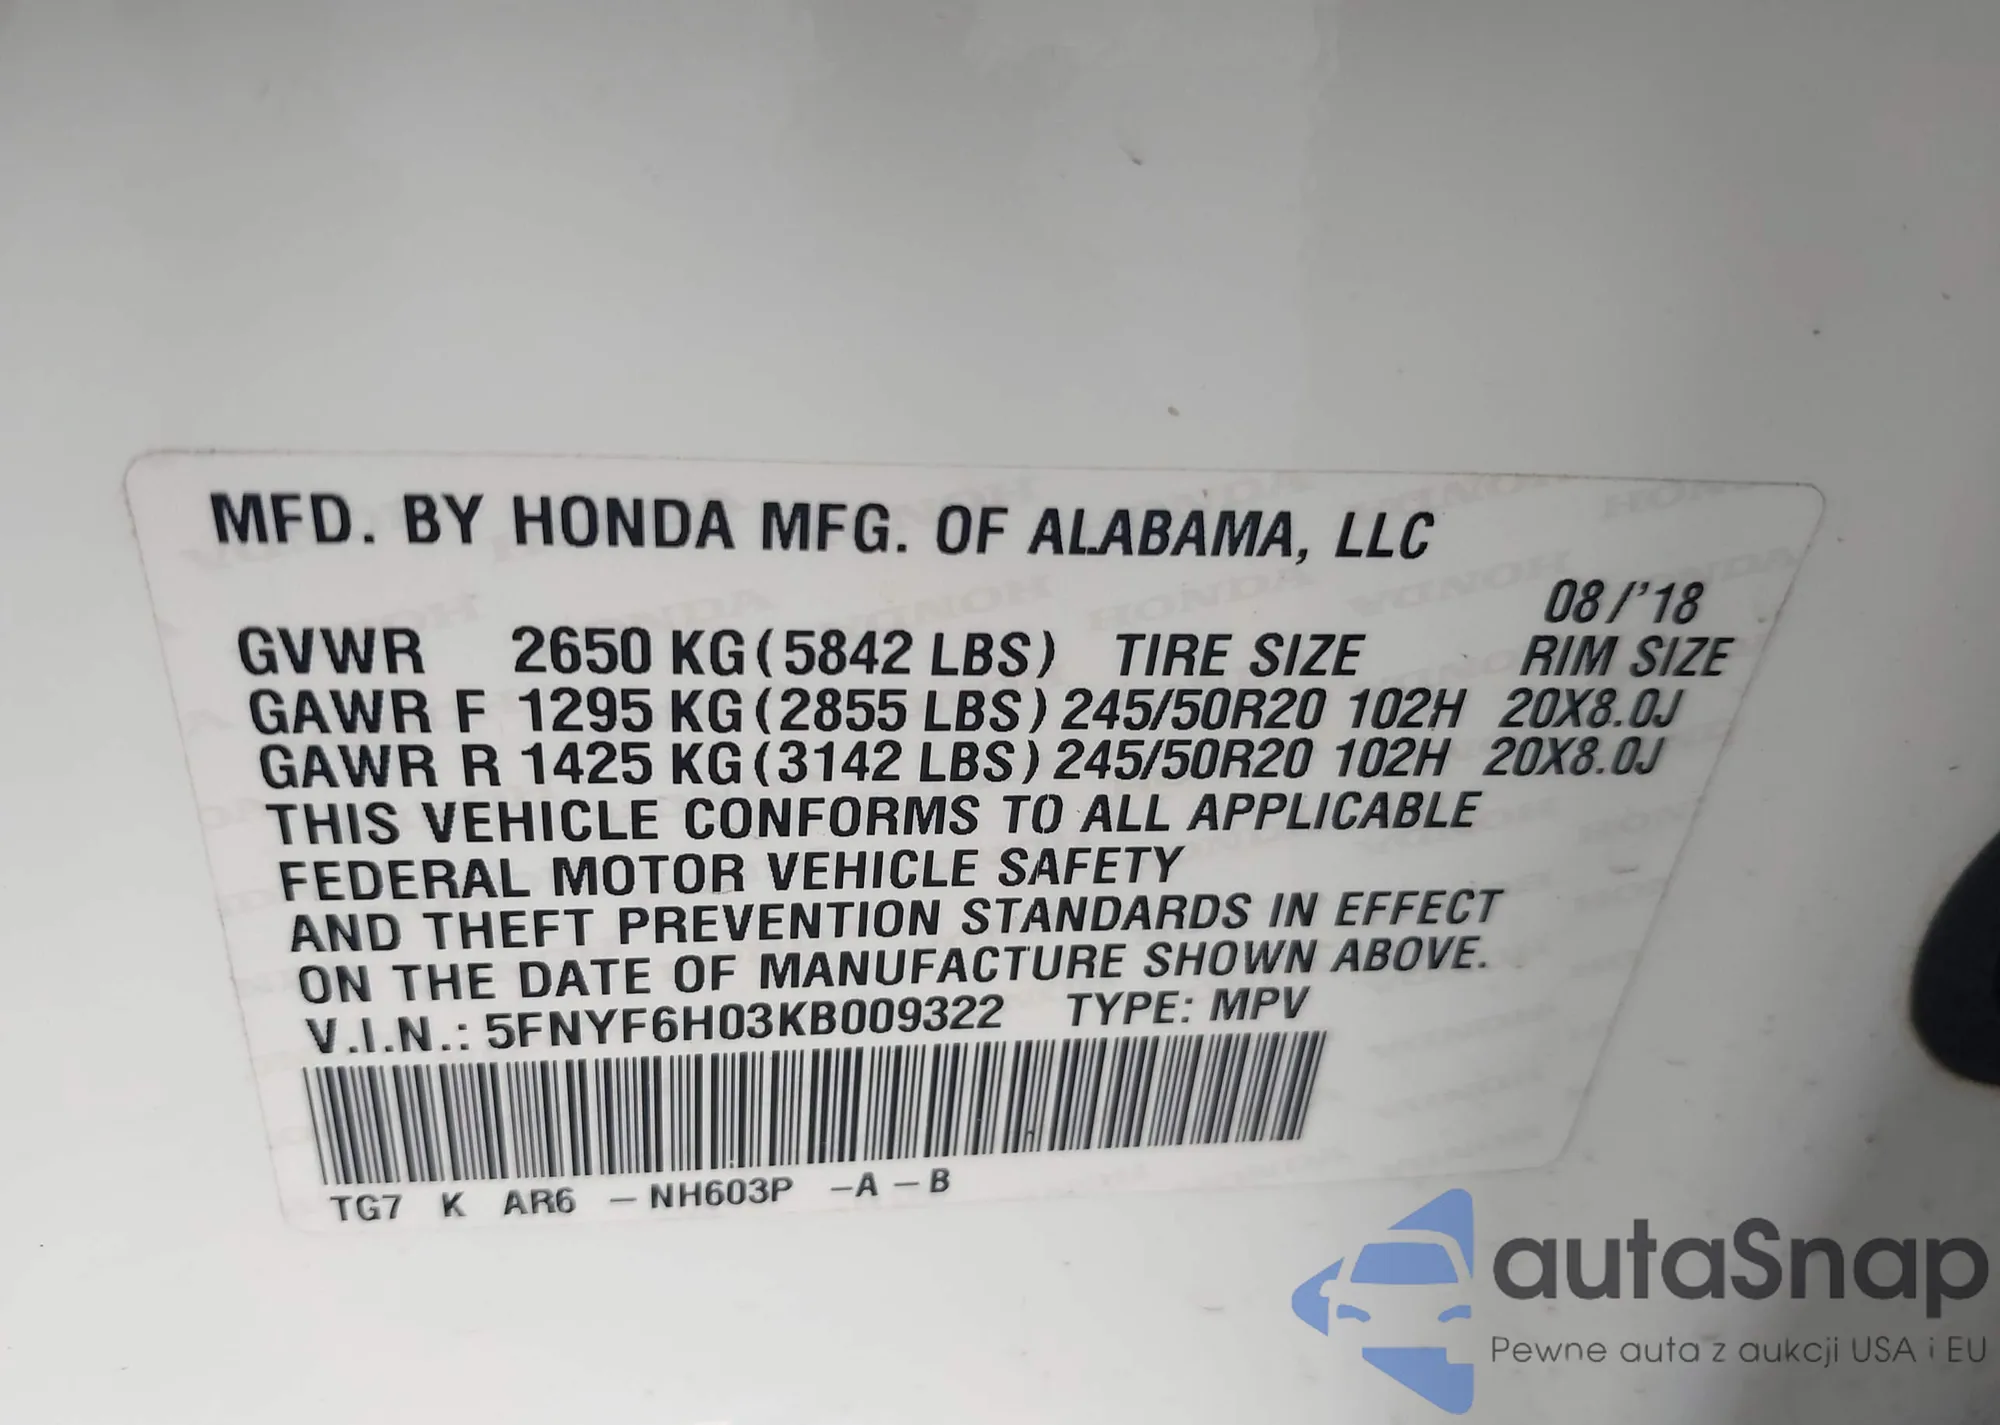 MFD. BY HONDA MFG. OF ALABAMA, LLC
08/'18
GVWR 2650 KG (5842 LBS) TIRE SIZE RIM SIZE
GAWR F 1295 KG (2855 LBS) 245/50R20 102H 20X8.0J
GAWR R 1425 KG (3142 LBS) 245/50R20 102H 20X8.0J
THIS VEHICLE CONFORMS TO ALL APPLICABLE
FEDERAL MOTOR VEHICLE SAFETY
AND THEFT PREVENTION STANDARDS IN EFFECT
ON THE DATE OF MANUFACTURE SHOWN ABOVE.
V.I.N.: 5FNYF6H03KB009322 TYPE: MPV
TG7 K AR6 – NH603P –A – B
autaSnap
Pewne auta z aukcji USA i EU